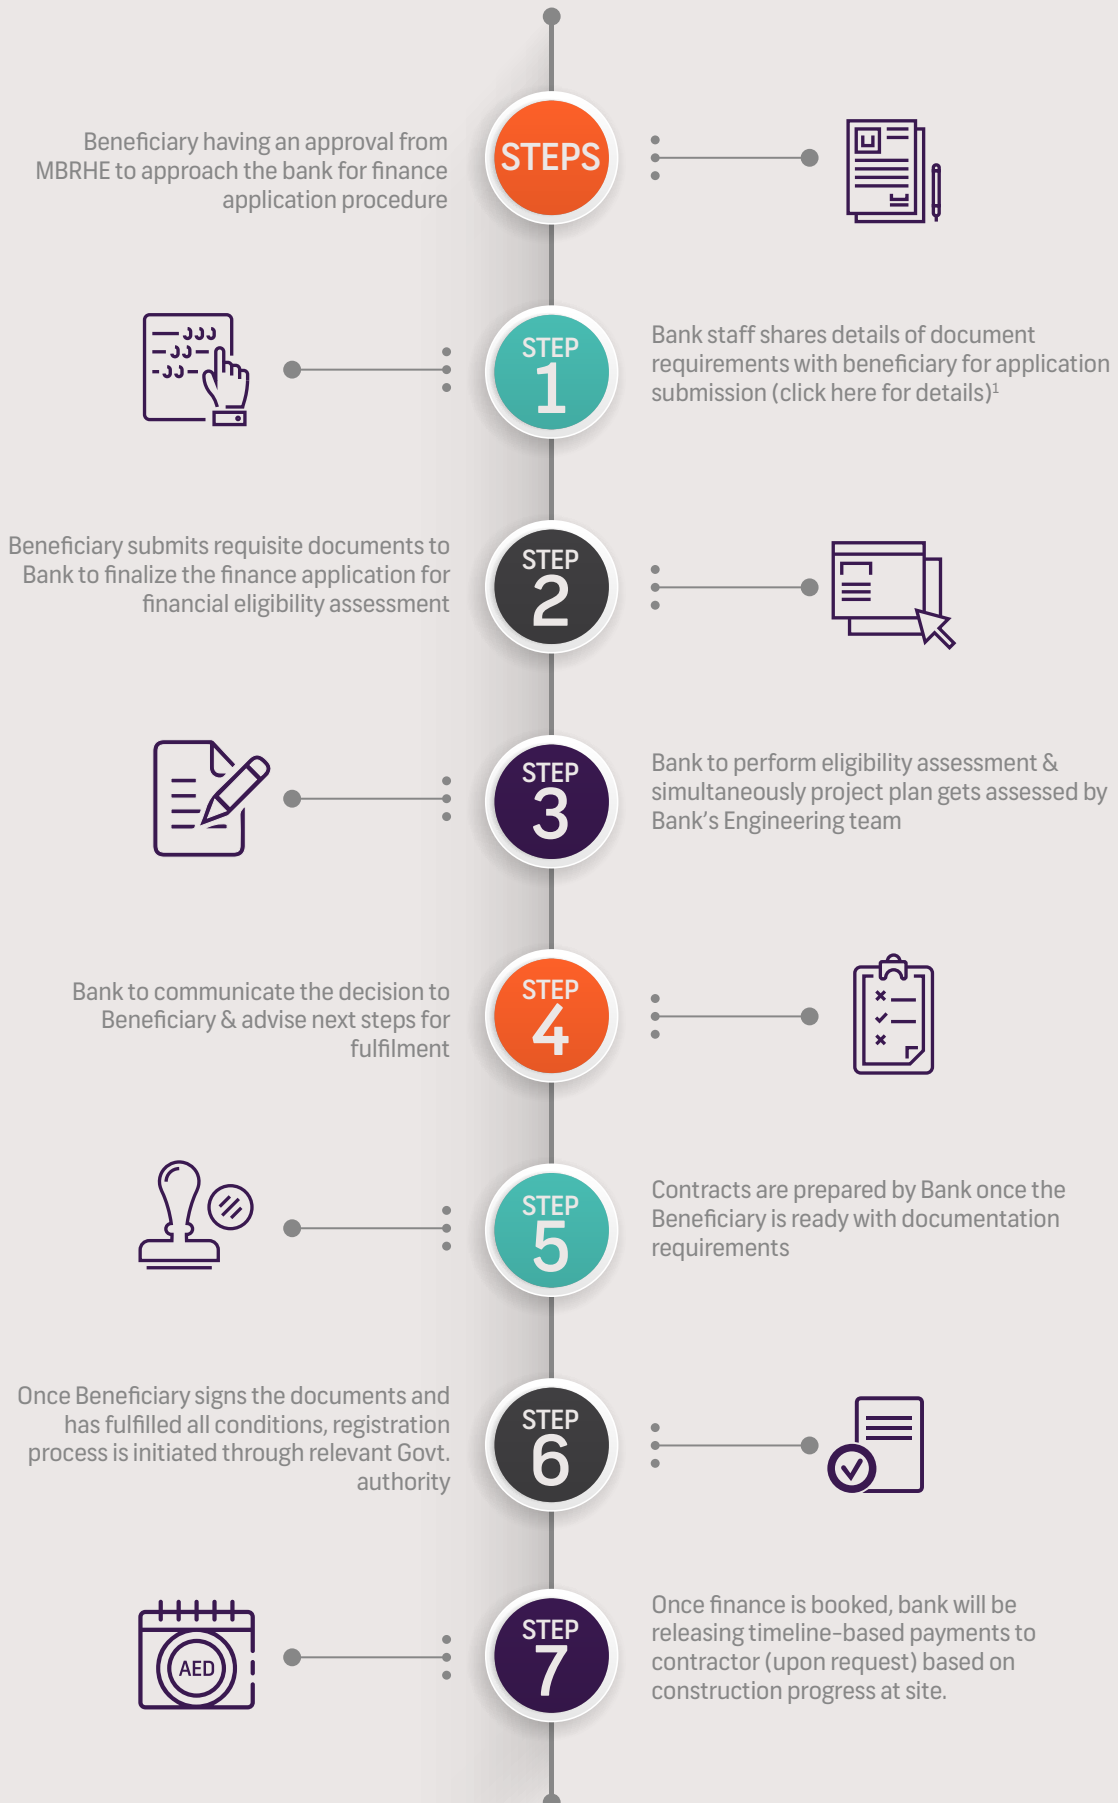 Beneficiary having an approval from
MBRHE to approach the bank for finance
application procedure
STEPS
STEP
1
Bank staff shares details of document
requirements with beneficiary for application
submission (click here for details)¹
Beneficiary submits requisite documents to
Bank to finalize the finance application for
financial eligibility assessment
STEP
2
STEP
3
Bank to perform eligibility assessment &
simultaneously project plan gets assessed by
Bank’s Engineering team
Bank to communicate the decision to
Beneficiary & advise next steps for
fulfilment
STEP
4
STEP
5
Contracts are prepared by Bank once the
Beneficiary is ready with documentation
requirements
Once Beneficiary signs the documents and
has fulfilled all conditions, registration
process is initiated through relevant Govt.
authority
STEP
6
AED
STEP
7
Once finance is booked, bank will be
releasing timeline-based payments to
contractor (upon request) based on
construction progress at site.